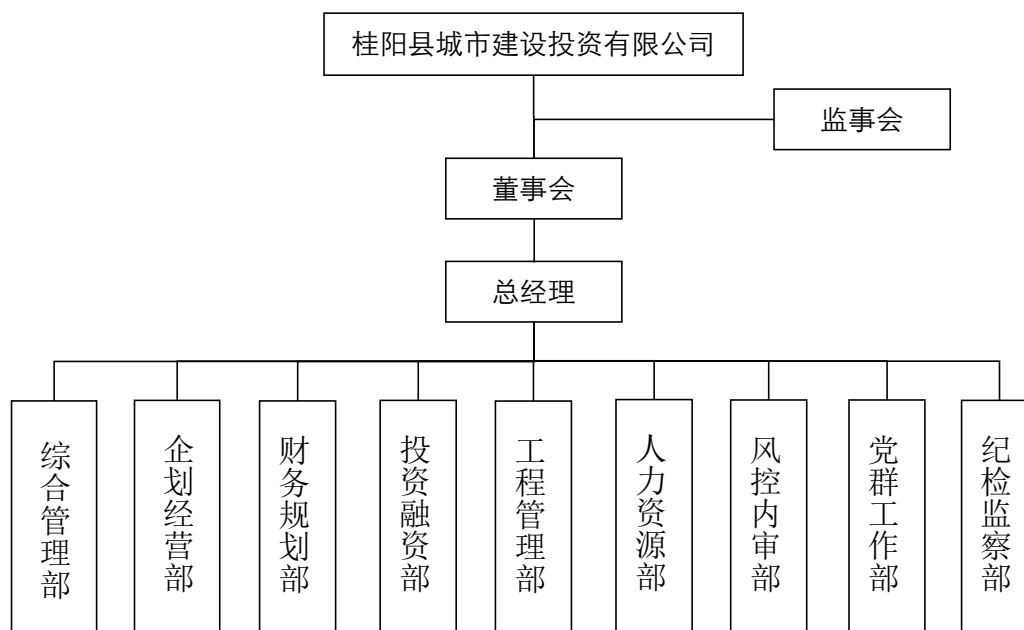 桂阳县城市建设投资有限公司
监事会
董事会
总经理
综合管理部
企划经营部
财务规划部
投资融资部
工程管理部
人力资源部
风控内审部
党群工作部
纪检监察部